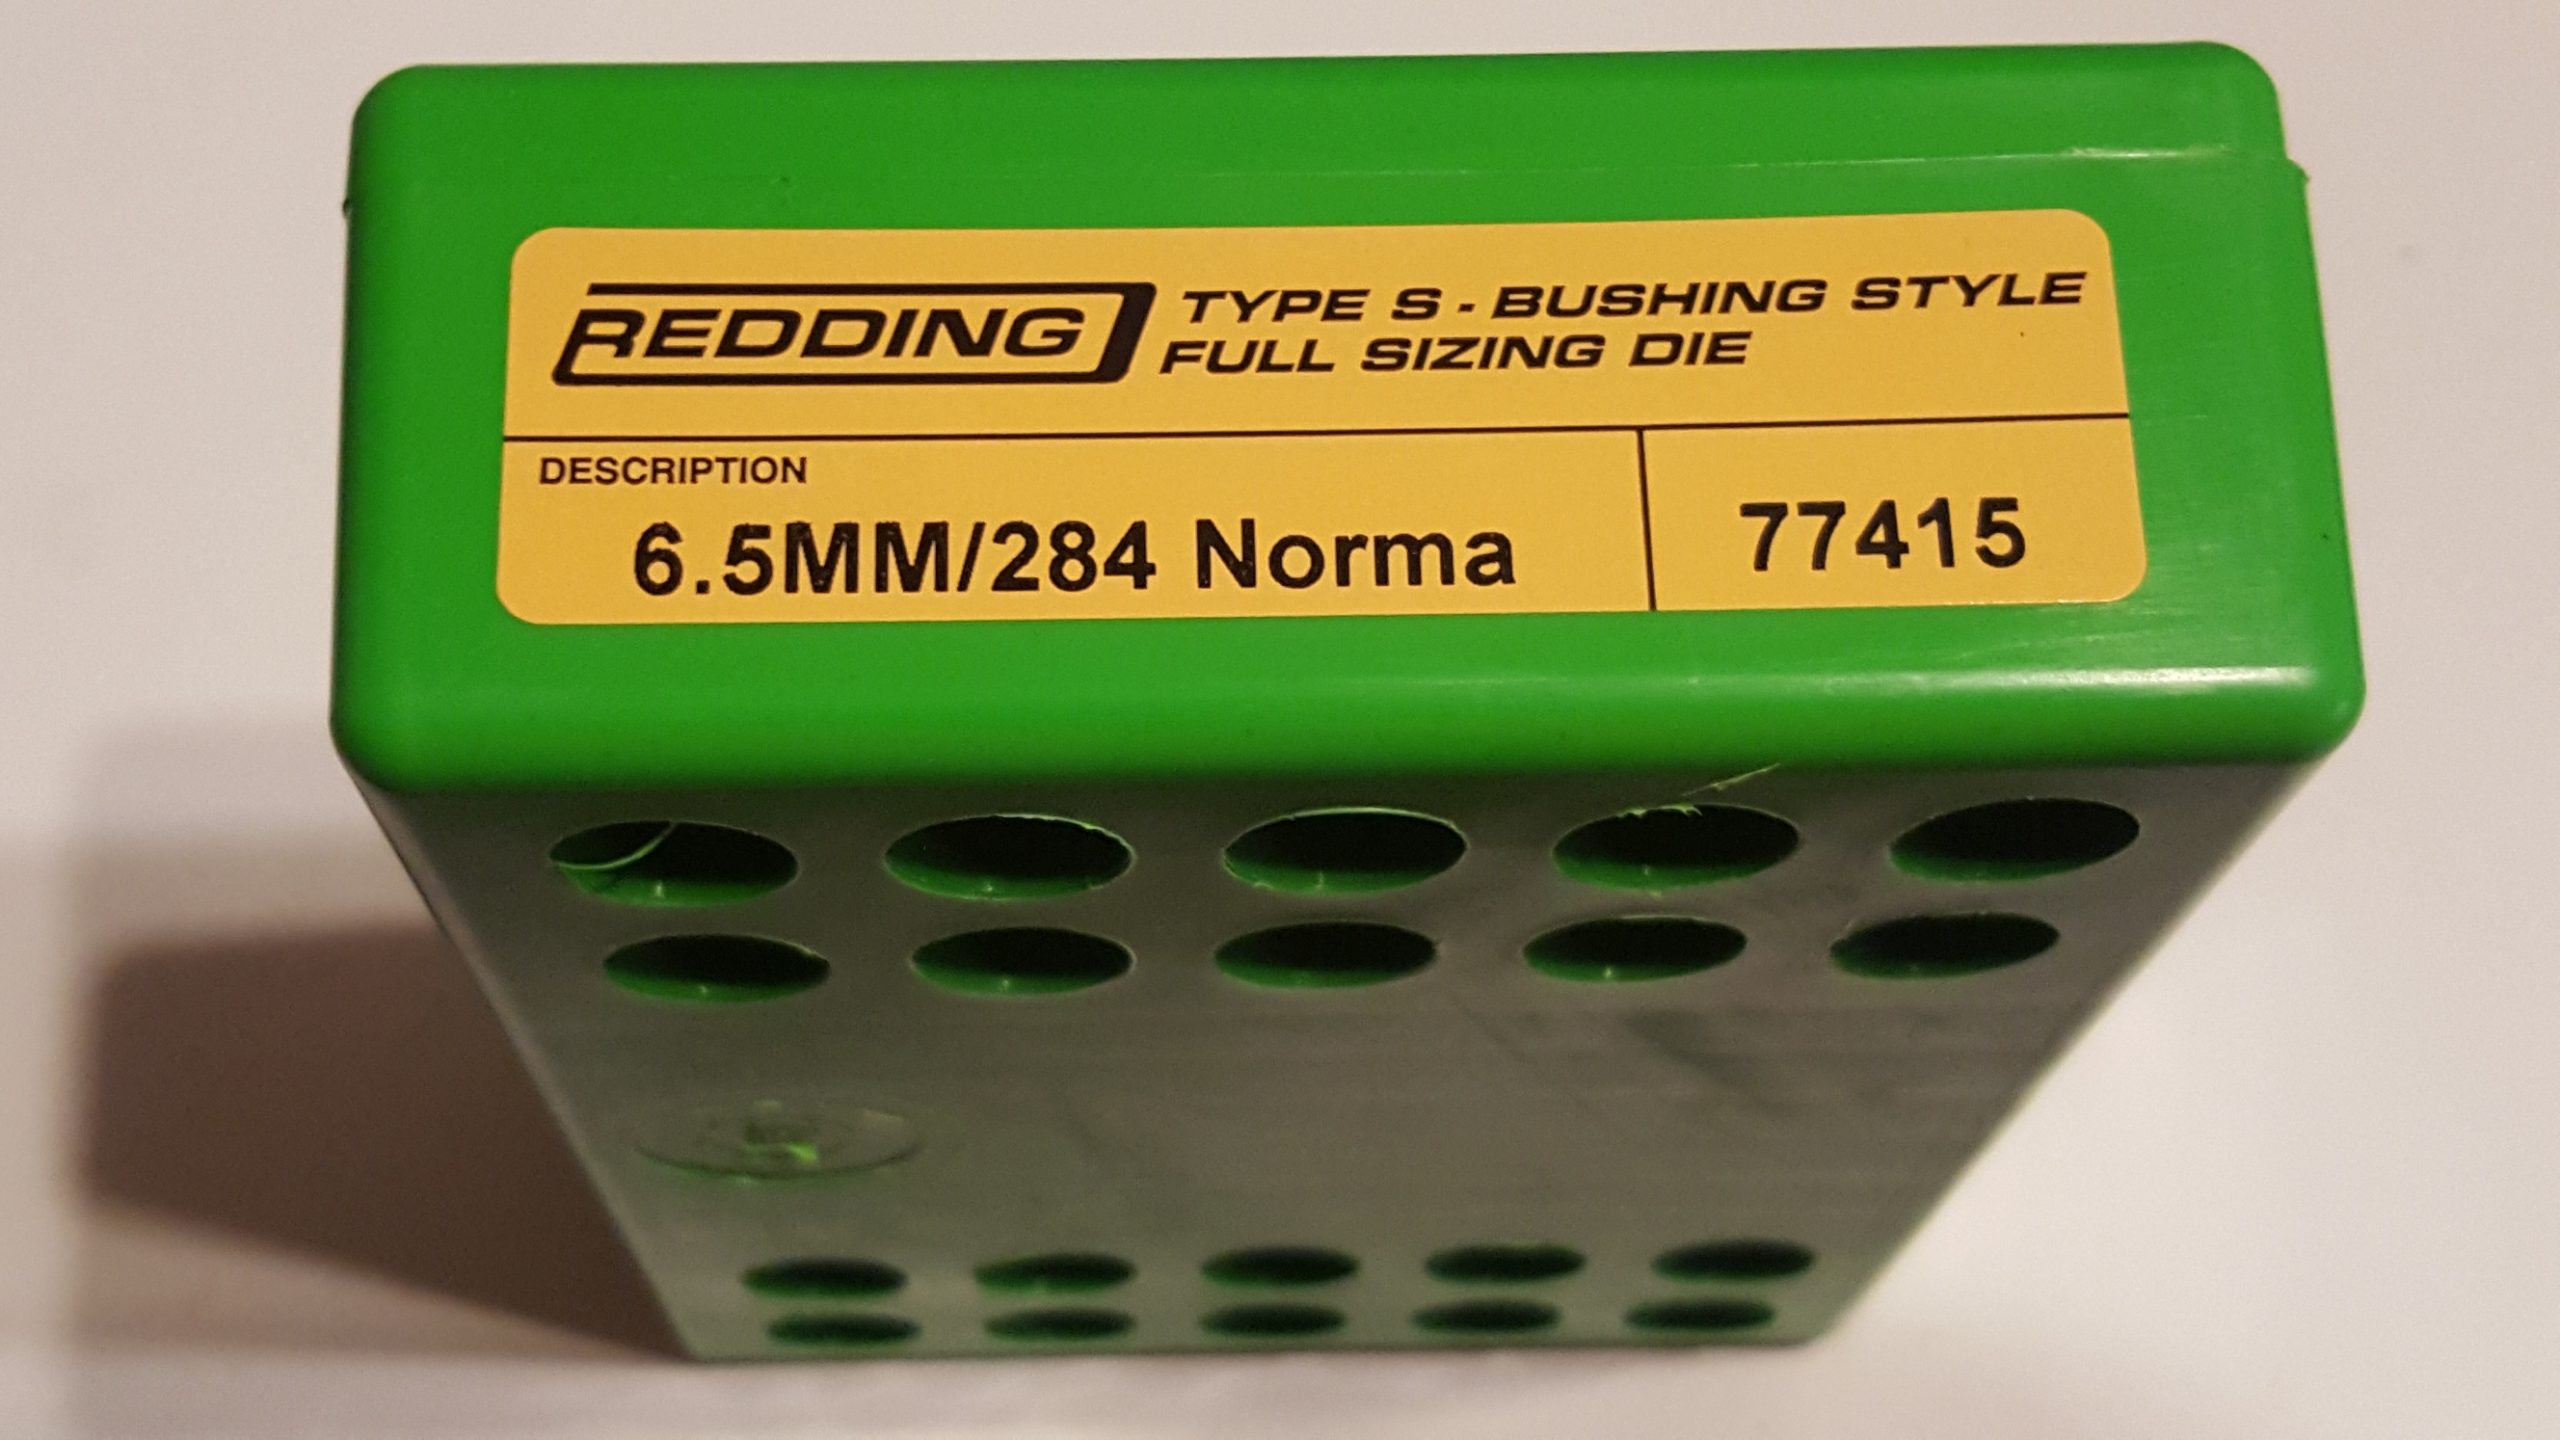 REDDING TYPE S - BUSHING STYLE
FULL SIZING DIE
DESCRIPTION
6.5MM/284 Norma 77415